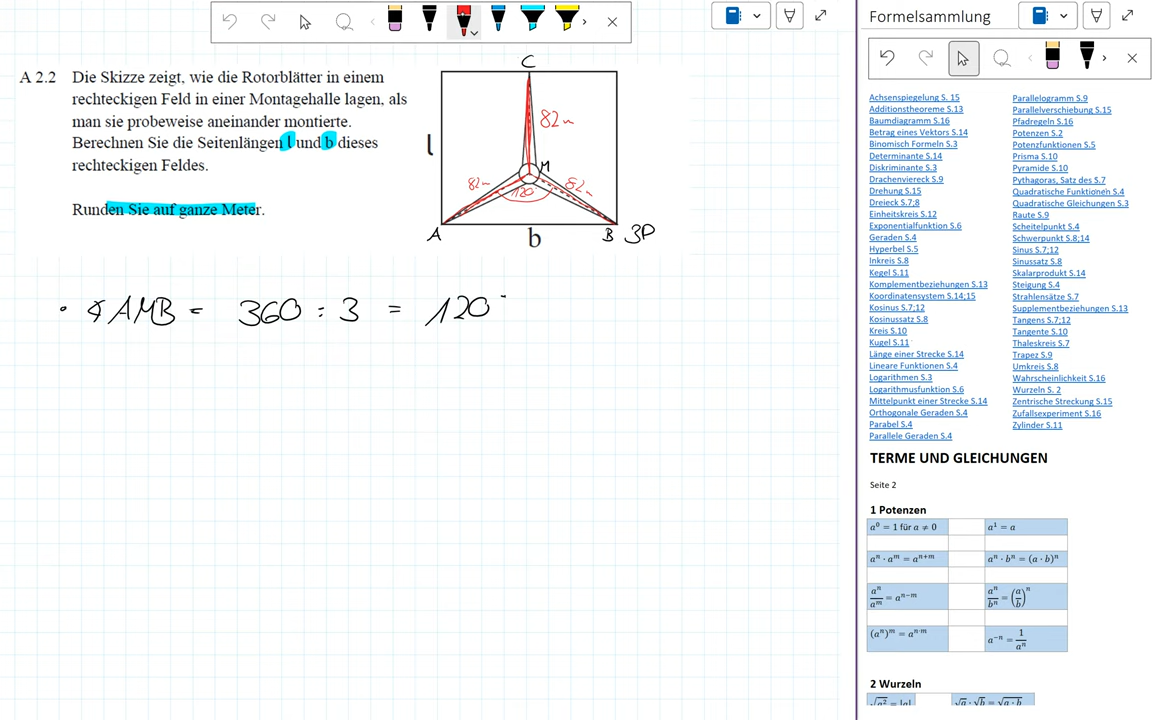 Formelsammlung
A 2.2 Die Skizze zeigt, wie die Rotorblätter in einem
rechteckigen Feld in einer Montagehalle lagen, als
man sie probeweise aneinander montierte.
Berechnen Sie die Seitenlängen l und b dieses
rechteckigen Feldes.
Runden Sie auf ganze Meter.
C
82m
l
M
82m
82m
120°
A
b
B
3P
• ∢ AMB = 360 : 3 = 120°
Achsenspiegelung S. 15
Additionstheoreme S.13
Baumdiagramm S.16
Betrag eines Vektors S.14
Binomisch Formeln S.3
Determinante S.14
Diskriminante S.3
Drachenviereck S.9
Drehung S.15
Dreieck S.7;8
Einheitskreis S.12
Exponentialfunktion S.6
Geraden S.4
Hyperbel S.5
Inkreis S.8
Kegel S.11
Komplementbeziehungen S.13
Koordinatensystem S.14;15
Kosinus S.7;12
Kosinussatz S.8
Kreis S.10
Kugel S.11
Länge einer Strecke S.14
Lineare Funktionen S.4
Logarithmen S.3
Logarithmusfunktion S.6
Mittelpunkt einer Strecke S.14
Orthogonale Geraden S.4
Parabel S.4
Parallele Geraden S.4
Parallelogramm S.9
Parallelverschiebung S.15
Pfadregeln S.16
Potenzen S.2
Potenzfunktionen S.5
Prisma S.10
Pyramide S.10
Pythagoras, Satz des S.7
Quadratische Funktionen S.4
Quadratische Gleichungen S.3
Raute S.9
Scheitelpunkt S.4
Schwerpunkt S.8;14
Sinus S.7;12
Sinussatz S.8
Skalarprodukt S.14
Steigung S.4
Strahlensätze S.7
Supplementbeziehungen S.13
Tangens S.7;12
Tangente S.10
Thaleskreis S.7
Trapez S.9
Umkreis S.8
Wahrscheinlichkeit S.16
Wurzeln S. 2
Zentrische Streckung S.15
Zufallsexperiment S.16
Zylinder S.11
TERME UND GLEICHUNGEN
Seite 2
1 Potenzen
a⁰ = 1 für a ≠ 0 a¹ = a
aⁿ · aᵐ = aⁿ⁺ᵐ aⁿ · bⁿ = (a · b)ⁿ
aⁿ/aᵐ = aⁿ⁻ᵐ aⁿ/bⁿ = (a/b)ⁿ
(aⁿ)ᵐ = aⁿ·ᵐ a⁻ⁿ = 1/aⁿ
2 Wurzeln
√a² = |a| √a · √b = √a · b